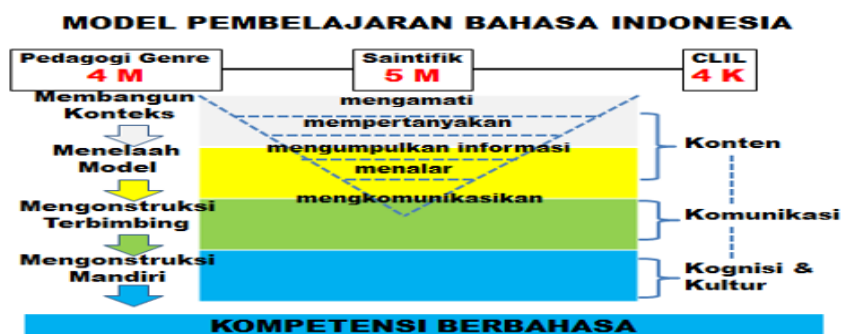 MODEL PEMBELAJARAN BAHASA INDONESIA
Pedagogi Genre
4 M
Saintifik
5 M
CLIL
4 K
Membangun
Konteks
Menelaah
Model
Mengonstruksi
Terbimbing
Mengonstruksi
Mandiri
mengamati
mempertanyakan
mengumpulkan informasi
menalar
mengkomunikasikan
Konten
Komunikasi
Kognisi &
Kultur
KOMPETENSI BERBAHASA